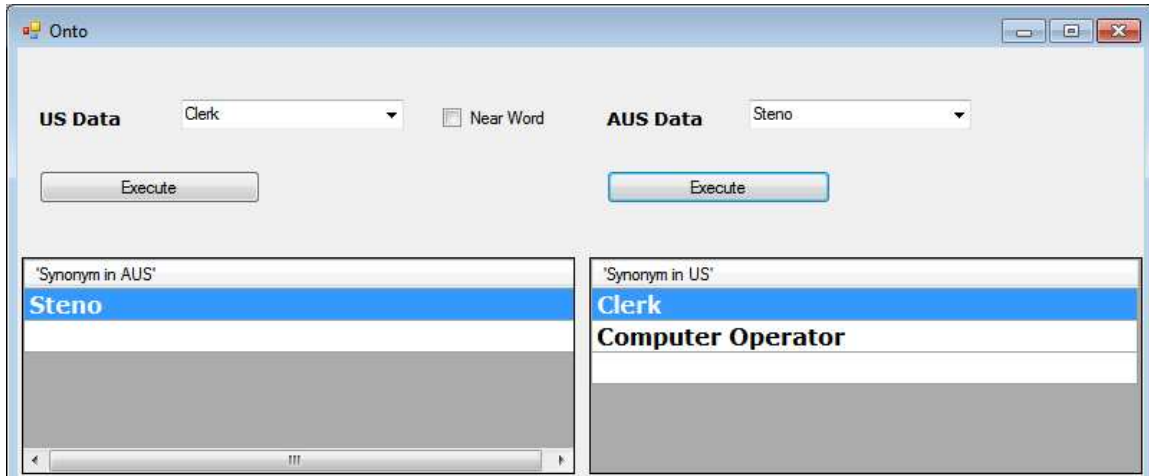 Onto
US Data Clerk Near Word AUS Data Steno
Execute Execute
'Synonym in AUS' 'Synonym in US'
Steno Clerk
Computer Operator